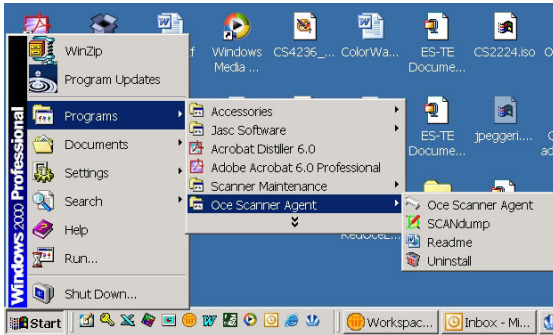 Windows Media ...
CS4236_...
ColorWa...
ES-TE Docume...
CS2224.iso
WinZip
Program Updates
Programs
Documents
Settings
Search
Help
Run...
Shut Down...
Windows 2000 Professional
Accessories
Jasc Software
Acrobat Distiller 6.0
Adobe Acrobat 6.0 Professional
Scanner Maintenance
Oce Scanner Agent
ES-TE Docume...
jpeggeri....
Oce Scanner Agent
SCANdump
Readme
Uninstall
Start
Workspac...
Inbox - Mi...